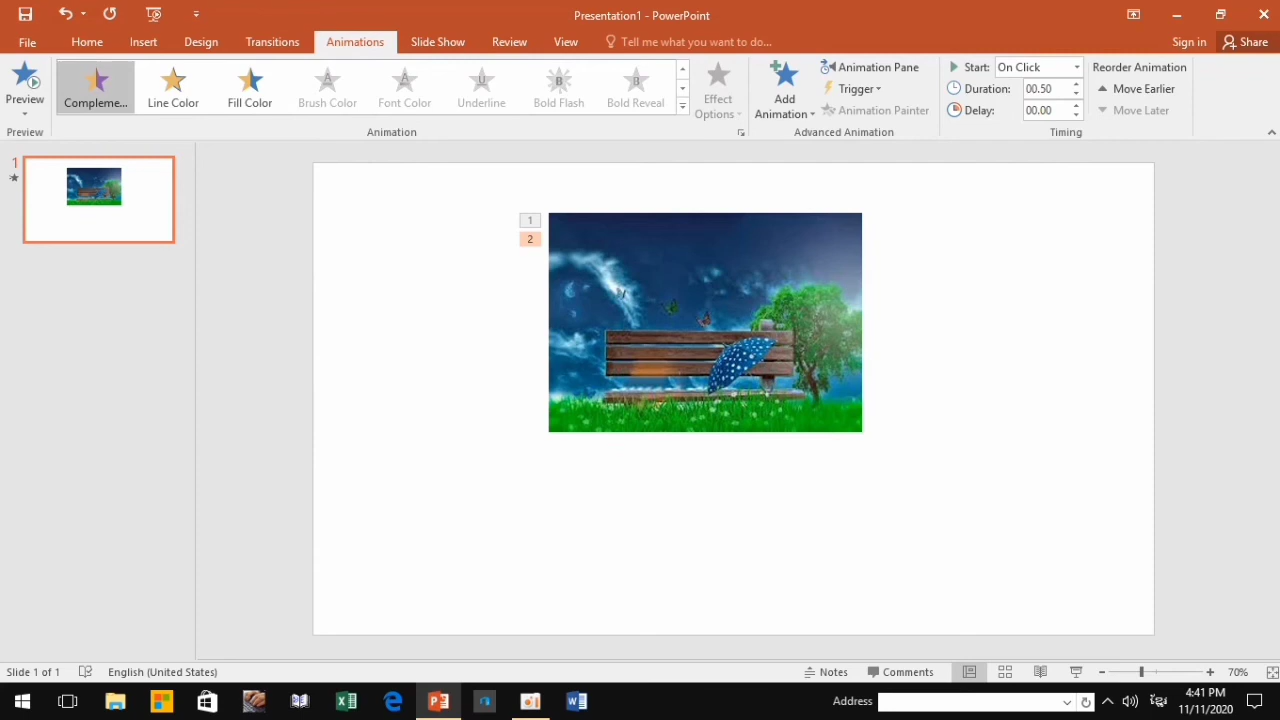 Presentation1 - PowerPoint
File
Home
Insert
Design
Transitions
Animations
Slide Show
Review
View
Tell me what you want to do...
Sign in
Share
Preview
Preview
Compleme...
Line Color
Fill Color
Brush Color
Font Color
Underline
Bold Flash
Bold Reveal
Animation
Effect
Options
Add
Animation
Animation Pane
Trigger
Animation Painter
Advanced Animation
Start: On Click
Duration: 00.50
Delay: 00.00
Timing
Reorder Animation
Move Earlier
Move Later
1
1
2
Slide 1 of 1
English (United States)
Notes
Comments
70%
Address
4:41 PM
11/11/2020